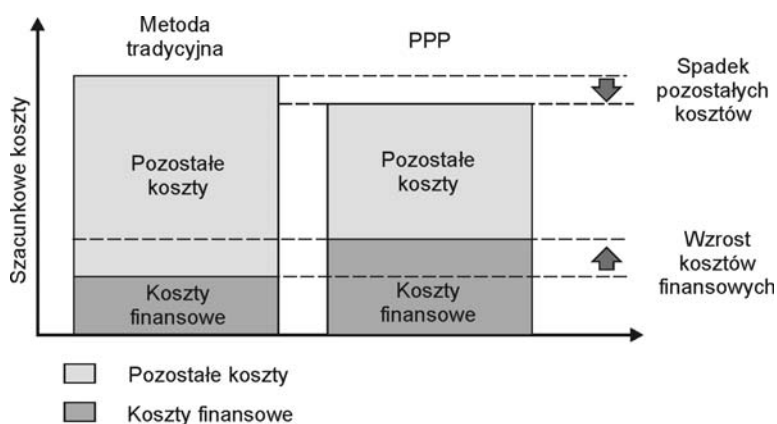 Metoda
tradycyjna
PPP
Szacunkowe koszty
Pozostałe
koszty
Pozostałe
koszty
Spadek
pozostałych
kosztów
Koszty
finansowe
Koszty
finansowe
Wzrost
kosztów
finansowych
Pozostałe koszty
Koszty finansowe